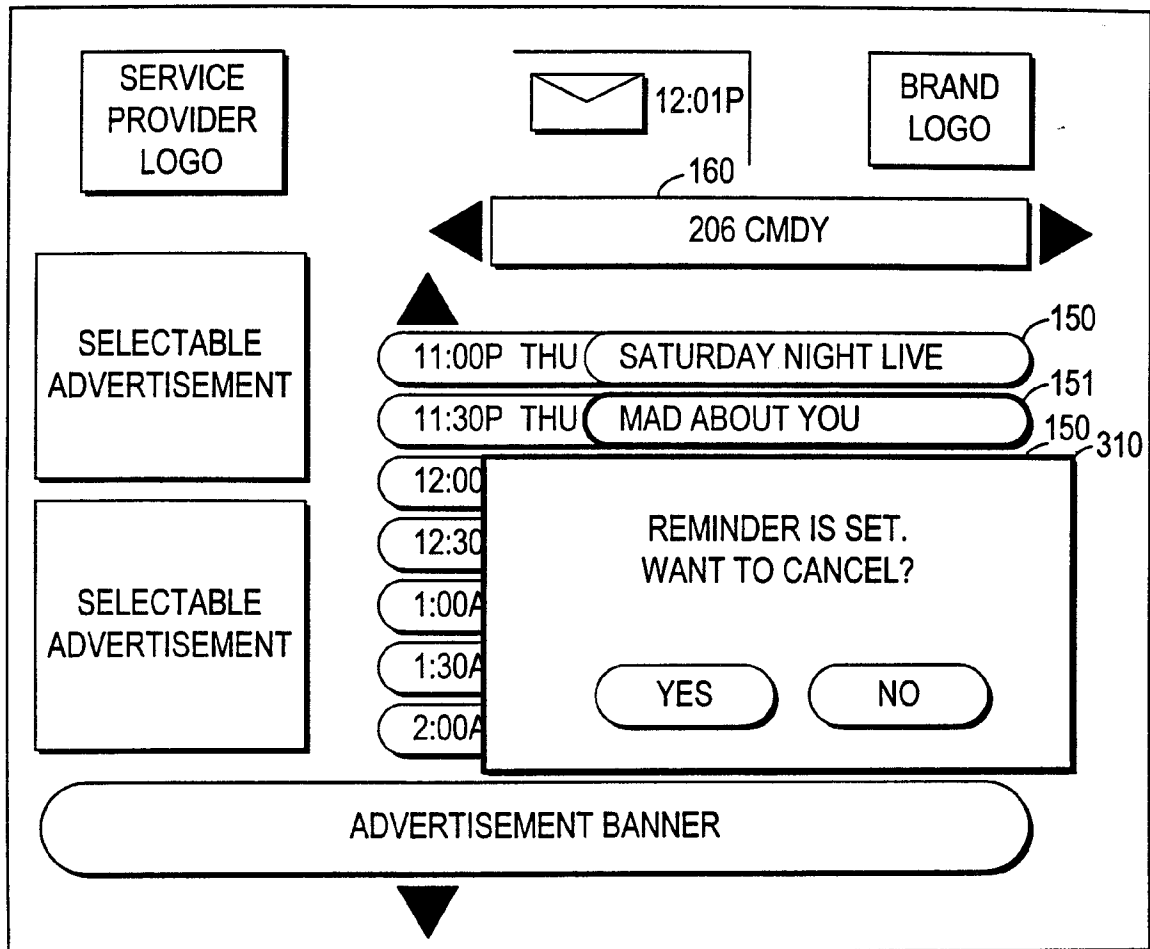 SERVICE
PROVIDER
LOGO
12:01P
BRAND
LOGO
160
206 CMDY
SELECTABLE
ADVERTISEMENT
150
11:00P THU SATURDAY NIGHT LIVE
151
11:30P THU MAD ABOUT YOU
150
310
12:00
12:30
1:00A
1:30A
2:00A
REMINDER IS SET.
WANT TO CANCEL?
YES NO
SELECTABLE
ADVERTISEMENT
ADVERTISEMENT BANNER